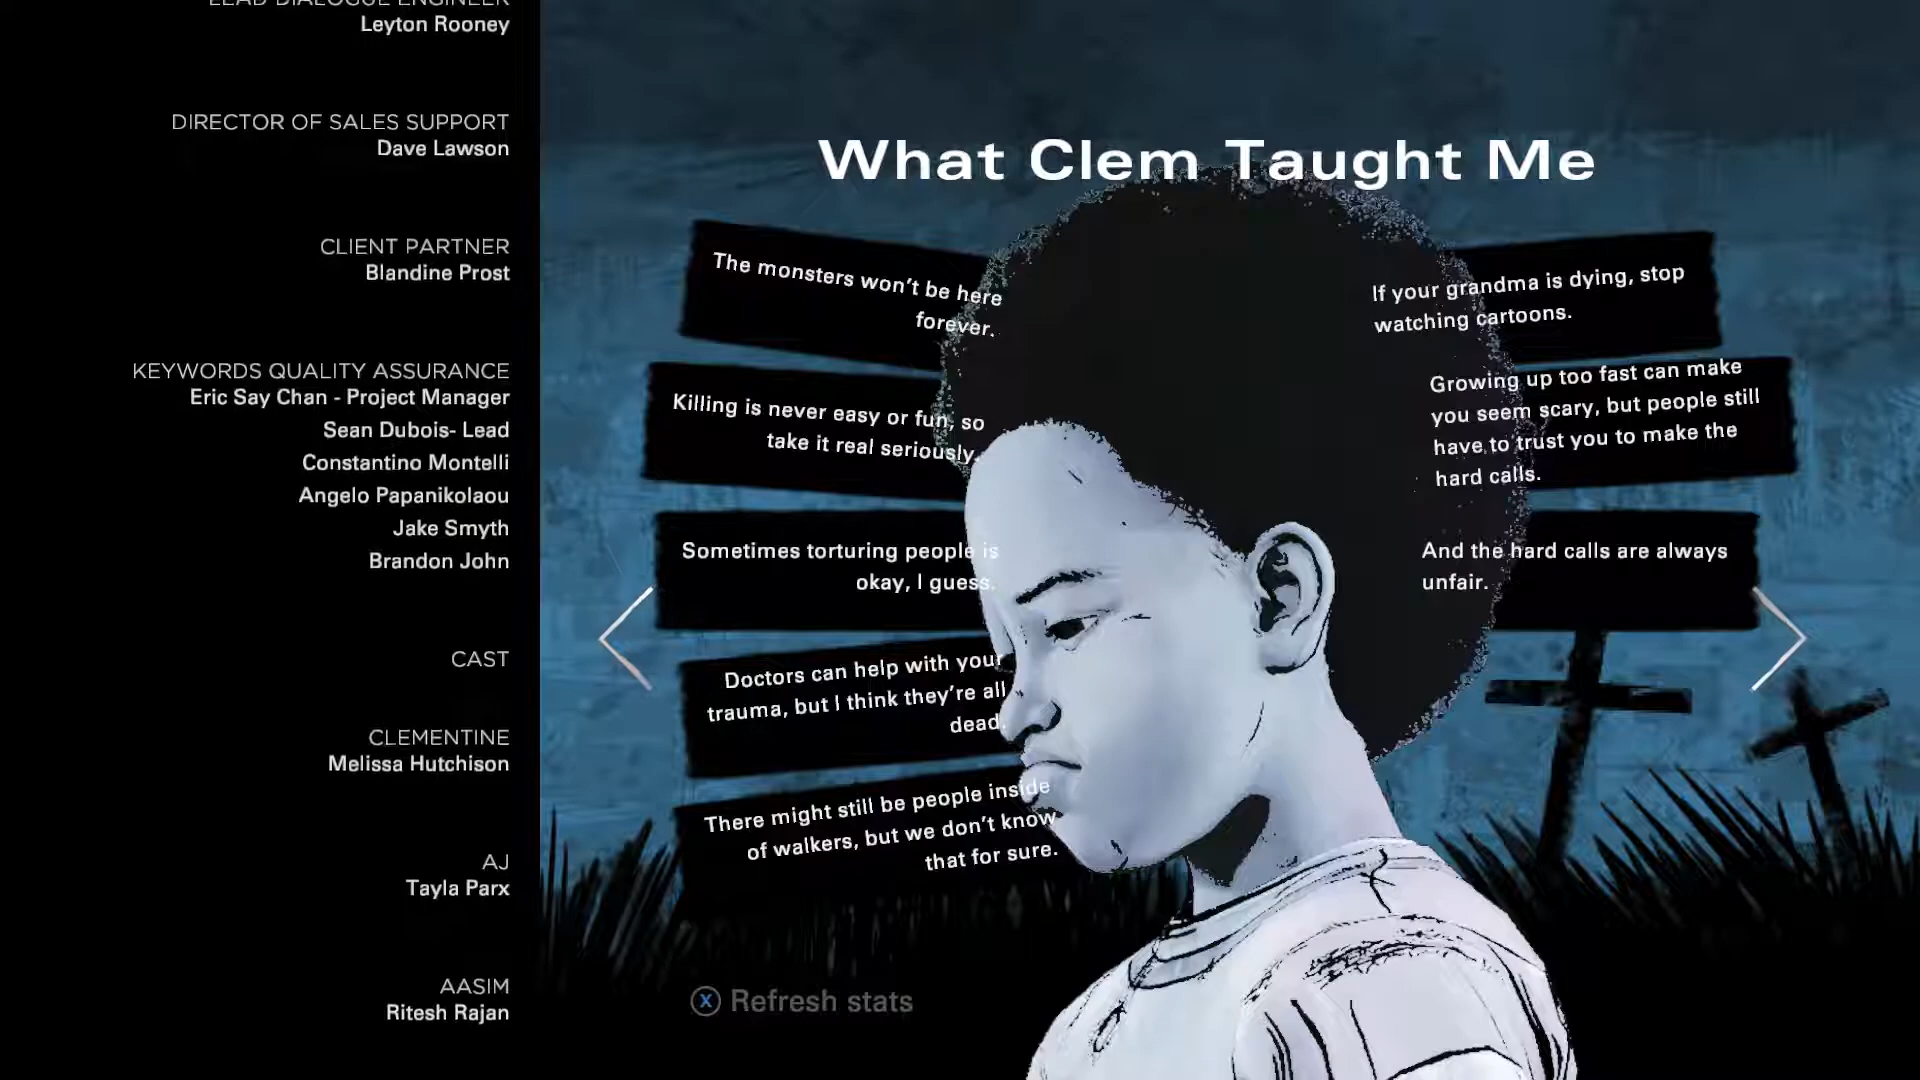 LEAD DIALOGUE ENGINEER
Leyton Rooney
DIRECTOR OF SALES SUPPORT
Dave Lawson
CLIENT PARTNER
Blandine Prost
KEYWORDS QUALITY ASSURANCE
Eric Say Chan - Project Manager
Sean Dubois- Lead
Constantino Montelli
Angelo Papanikolaou
Jake Smyth
Brandon John
CAST
CLEMENTINE
Melissa Hutchison
AJ
Tayla Parx
AASIM
Ritesh Rajan
What Clem Taught Me
The monsters won't be here
forever.
Killing is never easy or fun, so
take it real seriously.
Sometimes torturing people is
okay, I guess.
Doctors can help with your
trauma, but I think they're all
dead.
There might still be people inside
of walkers, but we don't know
that for sure.
If your grandma is dying, stop
watching cartoons.
Growing up too fast can make
you seem scary, but people still
have to trust you to make the
hard calls.
And the hard calls are always
unfair.
X Refresh stats